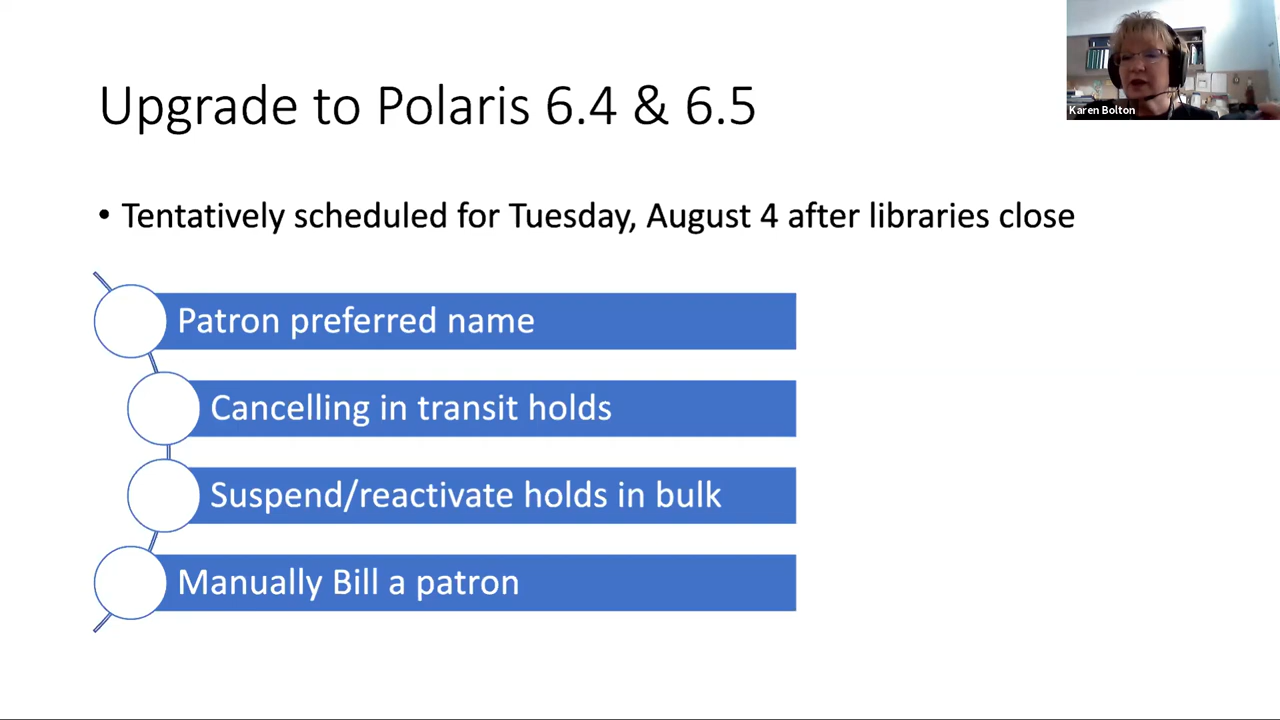 Upgrade to Polaris 6.4 & 6.5
Karen Bolton
• Tentatively scheduled for Tuesday, August 4 after libraries close
Patron preferred name
Cancelling in transit holds
Suspend/reactivate holds in bulk
Manually Bill a patron